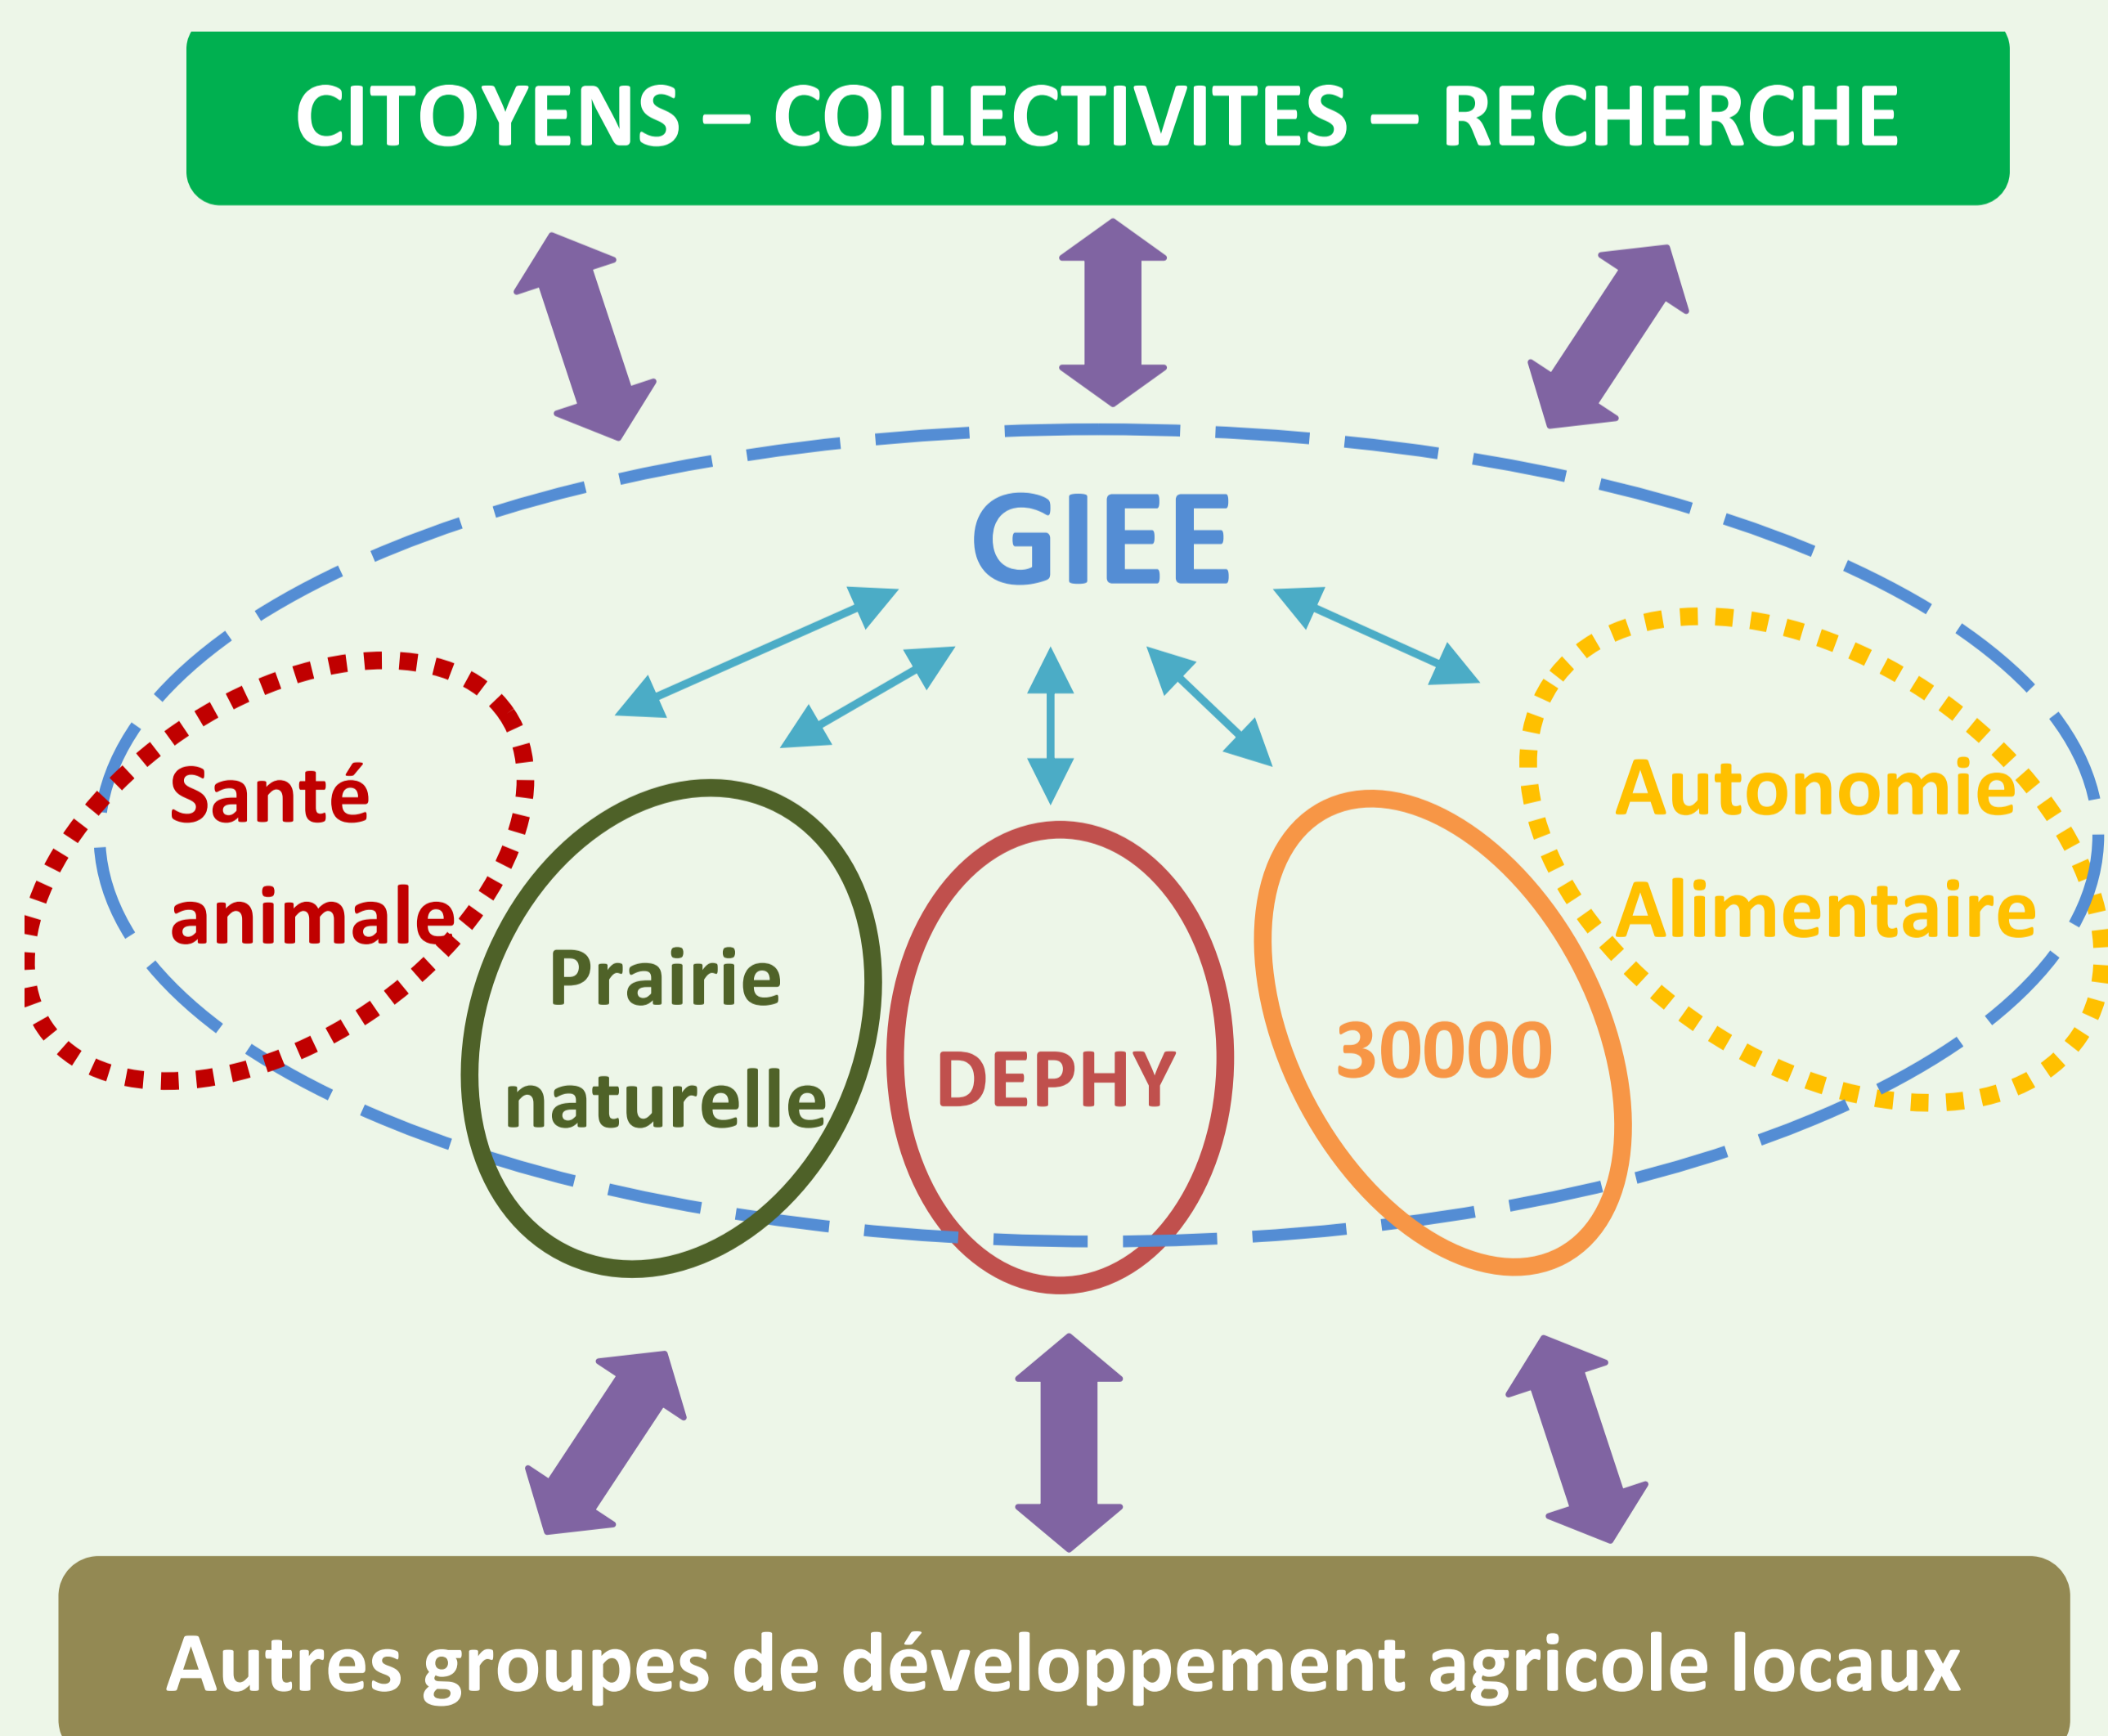 CITOYENS – COLLECTIVITES – RECHERCHE
GIEE
Santé
animale
Prairie
naturelle
DEPHY
30000
Autonomie
Alimentaire
Autres groupes de développement agricole locaux